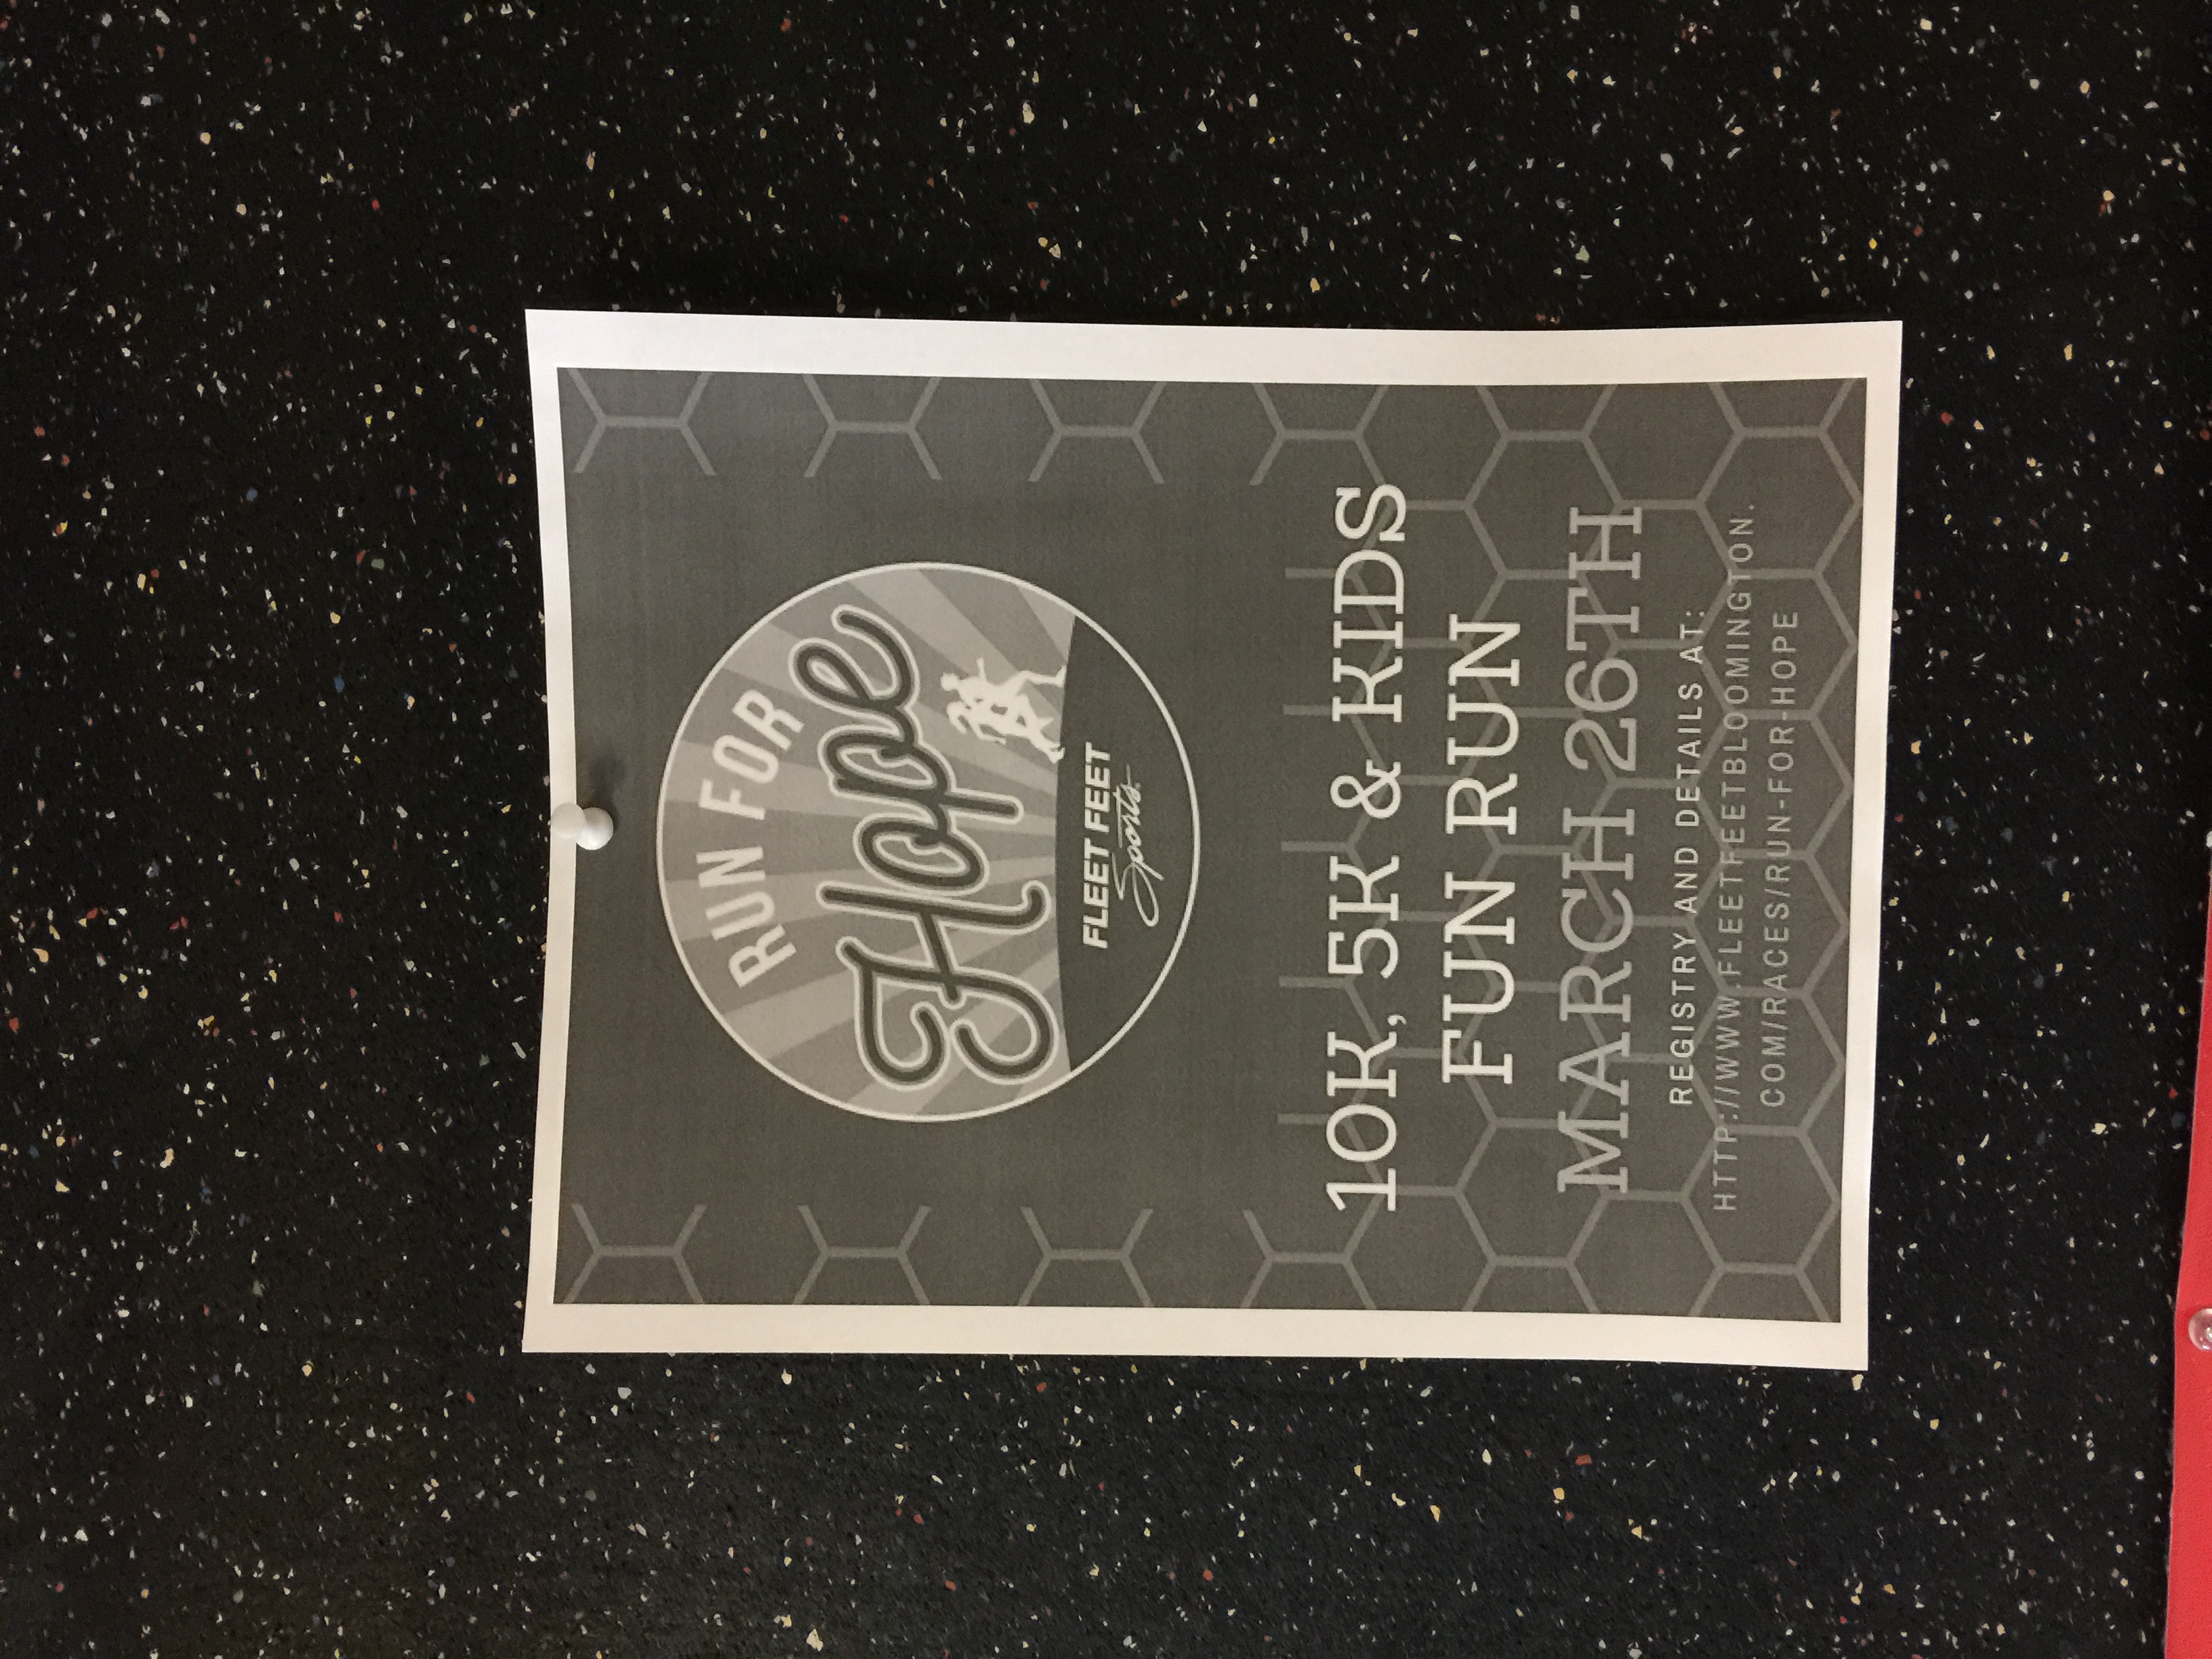 RUN FOR
Hope
FLEET FEET
Sports
10K, 5K & KIDS
FUN RUN
MARCH 26TH
REGISTRY AND DETAILS AT:
HTTP://WWW.FLEETFEETBLOOMINGTON.
COM/RACES/RUN-FOR-HOPE